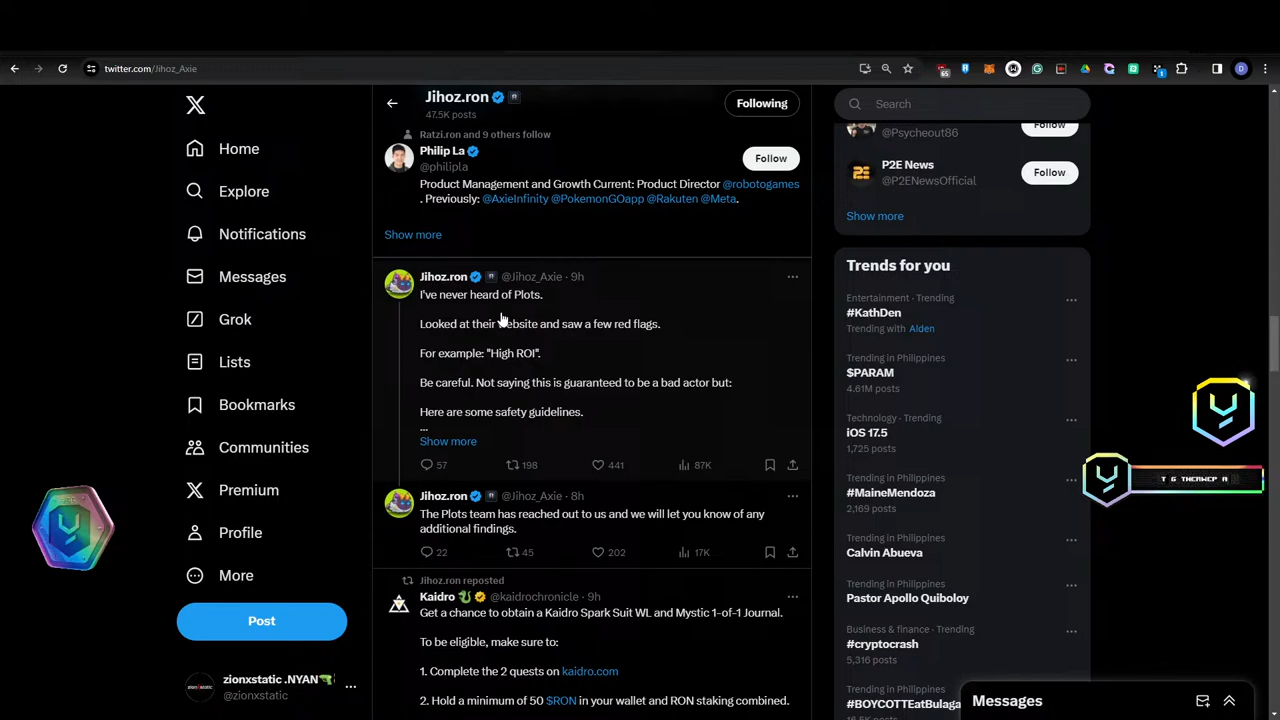 twitter.com/Jihoz_Axie
65
1
D
Home
Explore
Notifications
Messages
Grok
Lists
Bookmarks
Communities
Premium
Profile
More
Post
zionxstatic .NYAN
@zionxstatic
Jihoz.ron
47.5K posts
Following
Ratzi.ron and 9 others follow
Philip La
@philipla
Follow
Product Management and Growth Current: Product Director @robotogames
. Previously: @AxieInfinity @PokemonGOapp @Rakuten @Meta.
Show more
Jihoz.ron @Jihoz_Axie · 9h
I've never heard of Plots.
Looked at their website and saw a few red flags.
For example: "High ROI".
Be careful. Not saying this is guaranteed to be a bad actor but:
Here are some safety guidelines.
...
Show more
57 198 441 87K
Jihoz.ron @Jihoz_Axie · 8h
The Plots team has reached out to us and we will let you know of any
additional findings.
22 45 202 17K
Jihoz.ron reposted
Kaidro @kaidrochronicle · 9h
Get a chance to obtain a Kaidro Spark Suit WL and Mystic 1-of-1 Journal.
To be eligible, make sure to:
1. Complete the 2 quests on kaidro.com
2. Hold a minimum of 50 $RON in your wallet and RON staking combined.
Search
@Psycheout86
Follow
P2E News
@P2ENewsOfficial
Follow
Show more
Trends for you
Entertainment · Trending
#KathDen
Trending with Alden
Trending in Philippines
$PARAM
4.61M posts
Technology · Trending
iOS 17.5
1,725 posts
Trending in Philippines
#MaineMendoza
2,169 posts
Trending in Philippines
Calvin Abueva
Trending in Philippines
Pastor Apollo Quiboloy
Business & finance · Trending
#cryptocrash
5,316 posts
Trending in Philippines
#BOYCOTTEatBulaga
Messages